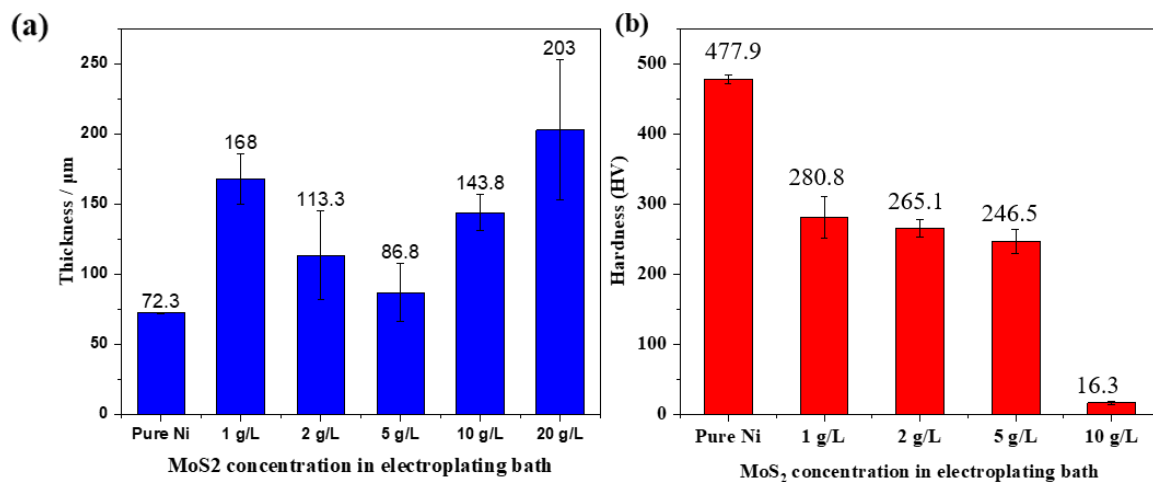 (a)
Thickness / µm
250
200
150
100
50
0
72.3
168
113.3
86.8
143.8
203
Pure Ni 1 g/L 2 g/L 5 g/L 10 g/L 20 g/L
MoS2 concentration in electroplating bath
(b)
Hardness (HV)
500
400
300
200
100
0
477.9
280.8
265.1
246.5
16.3
Pure Ni 1 g/L 2 g/L 5 g/L 10 g/L
MoS₂ concentration in electroplating bath